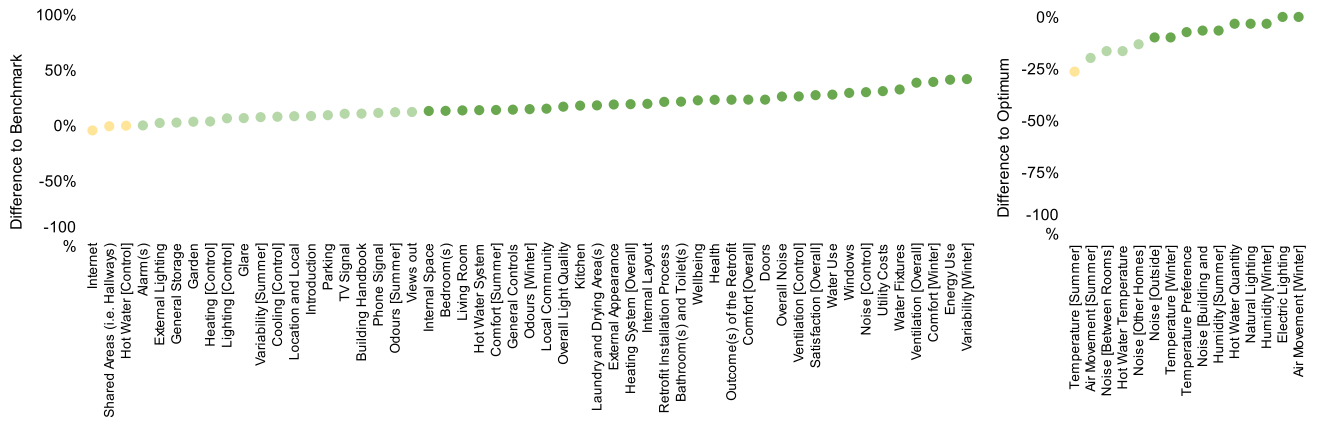 Difference to Benchmark
100%
50%
0%
-50%
-100
%
Internet
Shared Areas (i.e. Hallways)
Hot Water [Control]
Alarm(s)
External Lighting
General Storage
Garden
Heating [Control]
Lighting [Control]
Glare
Variability [Summer]
Cooling [Control]
Location and Local
Introduction
Parking
TV Signal
Building Handbook
Phone Signal
Odours [Summer]
Views out
Internal Space
Bedroom(s)
Living Room
Hot Water System
Comfort [Summer]
General Controls
Odours [Winter]
Local Community
Overall Light Quality
Kitchen
Laundry and Drying Area(s)
External Appearance
Heating System [Overall]
Internal Layout
Retrofit Installation Process
Bathroom(s) and Toilet(s)
Wellbeing
Health
Outcome(s) of the Retrofit
Comfort [Overall]
Doors
Overall Noise
Ventilation [Control]
Satisfaction [Overall]
Water Use
Windows
Noise [Control]
Utility Costs
Water Fixtures
Ventilation [Overall]
Comfort [Winter]
Energy Use
Variability [Winter]
Difference to Optimum
0%
-25%
-50%
-75%
-100
%
Temperature [Summer]
Air Movement [Summer]
Noise [Between Rooms]
Hot Water Temperature
Noise [Other Homes]
Noise [Outside]
Temperature [Winter]
Temperature Preference
Noise [Building and
Humidity [Summer]
Hot Water Quantity
Natural Lighting
Humidity [Winter]
Electric Lighting
Air Movement [Winter]